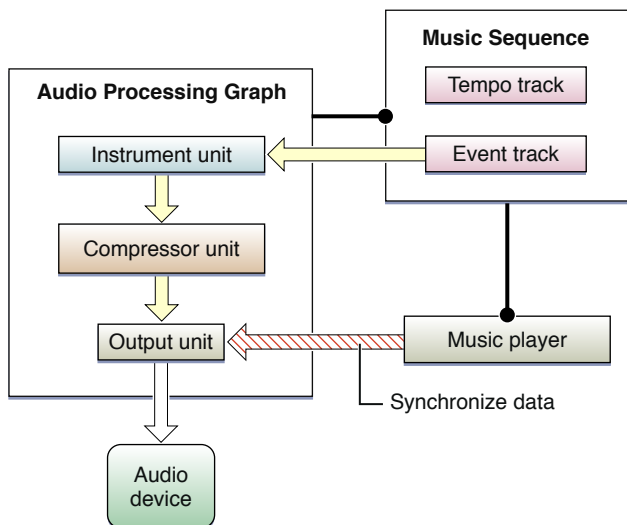 Music Sequence
Tempo track
Event track
Audio Processing Graph
Instrument unit
Compressor unit
Output unit
Music player
Synchronize data
Audio
device